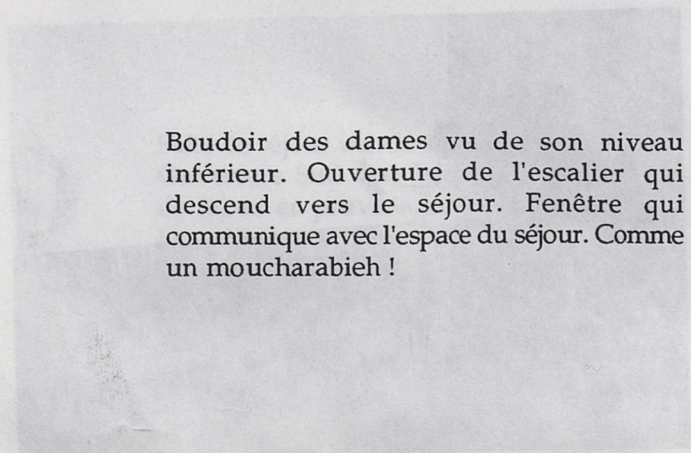 Boudoir des dames vu de son niveau
inférieur. Ouverture de l'escalier qui
descend vers le séjour. Fenêtre qui
communique avec l'espace du séjour. Comme
un moucharabieh !